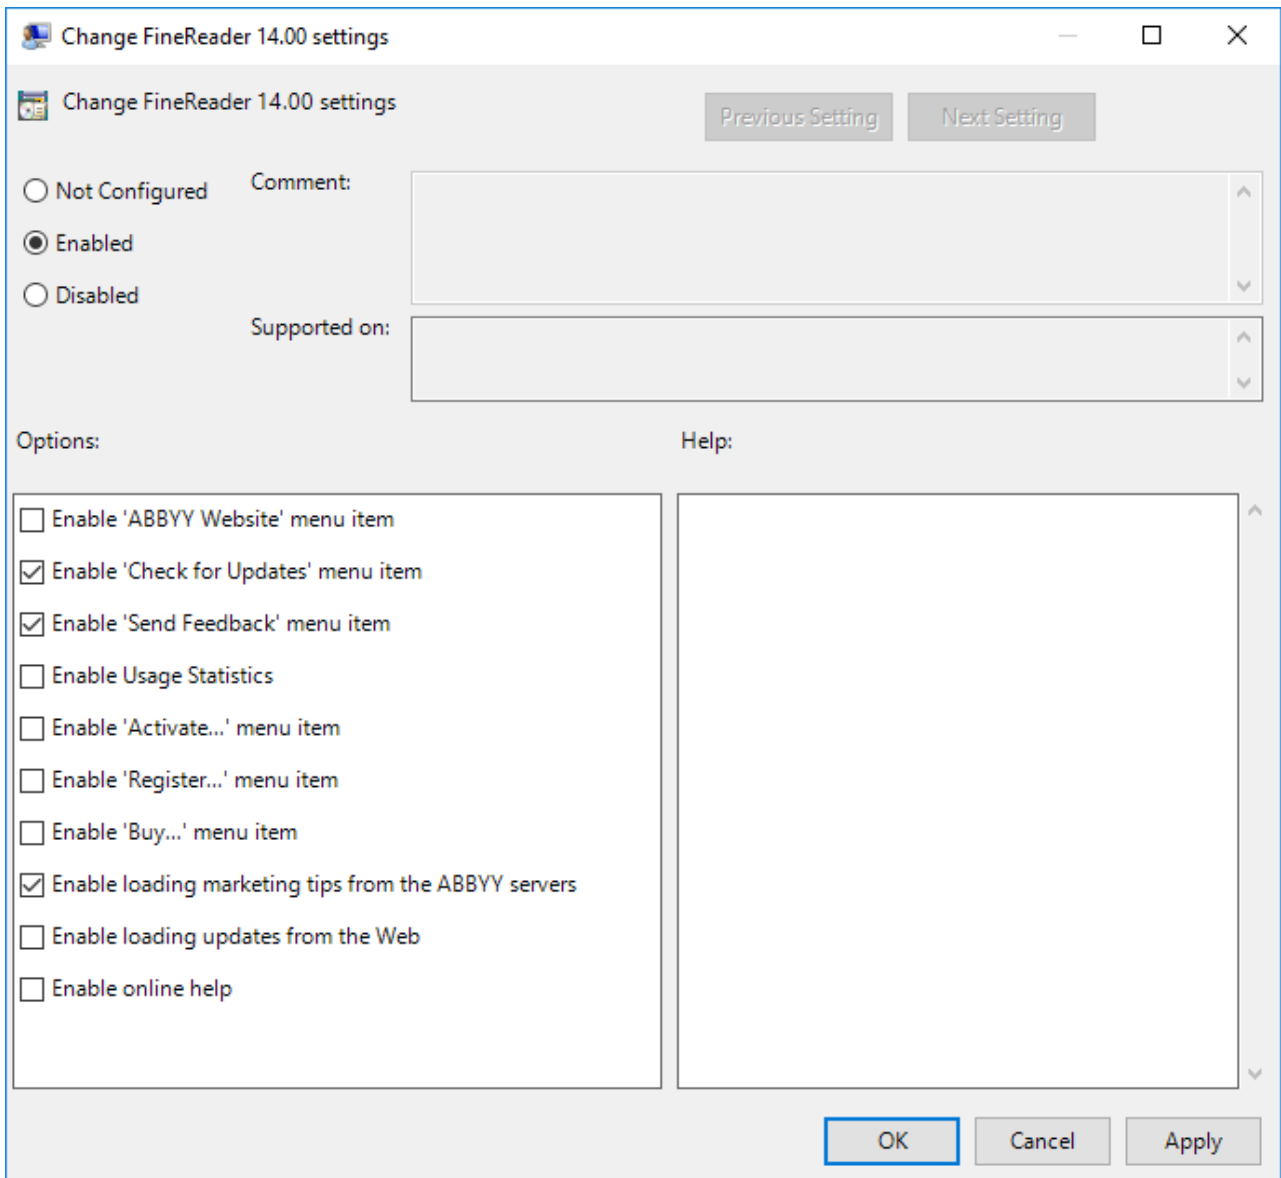 Change FineReader 14.00 settings
Change FineReader 14.00 settings
Previous Setting
Next Setting
Not Configured
Comment:
Enabled
Disabled
Supported on:
Options:
Help:
Enable 'ABBYY Website' menu item
Enable 'Check for Updates' menu item
Enable 'Send Feedback' menu item
Enable Usage Statistics
Enable 'Activate...' menu item
Enable 'Register...' menu item
Enable 'Buy...' menu item
Enable loading marketing tips from the ABBYY servers
Enable loading updates from the Web
Enable online help
OK
Cancel
Apply